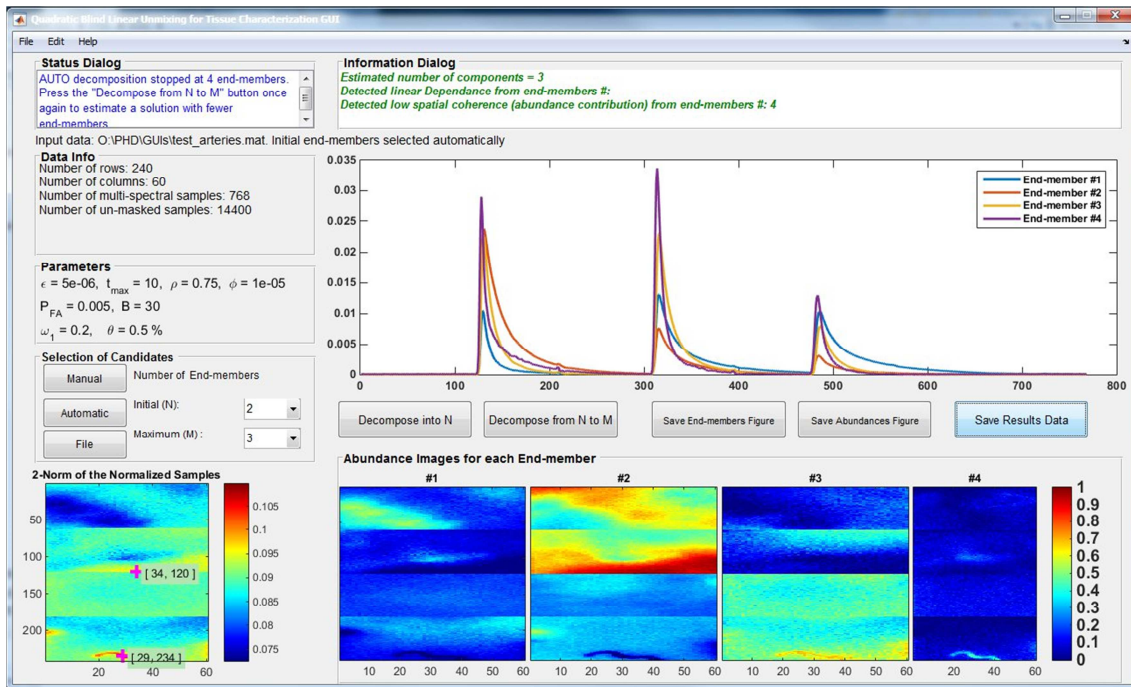 Quadratic Blind Linear Unmixing for Tissue Characterization GUI
File Edit Help
Status Dialog
AUTO decomposition stopped at 4 end-members.
Press the "Decompose from N to M" button once
again to estimate a solution with fewer
end-members
Information Dialog
Estimated number of components = 3
Detected linear Dependance from end-members #:
Detected low spatial coherence (abundance contribution) from end-members #: 4
Input data: O:\PHD\GUIs\test_arteries.mat. Initial end-members selected automatically
Data Info
Number of rows: 240
Number of columns: 60
Number of multi-spectral samples: 768
Number of un-masked samples: 14400
Parameters
ϵ = 5e-06, t_max = 10, ρ = 0.75, ϕ = 1e-05
P_FA = 0.005, B = 30
ω_1 = 0.2, θ = 0.5 %
Selection of Candidates
Manual
Number of End-members
Automatic
Initial (N):
2
File
Maximum (M) :
3
0.035
0.03
0.025
0.02
0.015
0.01
0.005
0
0 100 200 300 400 500 600 700 800
End-member #1
End-member #2
End-member #3
End-member #4
Decompose into N
Decompose from N to M
Save End-members Figure
Save Abundances Figure
Save Results Data
2-Norm of the Normalized Samples
50
100
150
200
20 40 60
[ 34, 120 ]
[ 29, 234 ]
0.105
0.1
0.095
0.09
0.085
0.08
0.075
Abundance Images for each End-member
#1 #2 #3 #4
10 20 30 40 50 60
10 20 30 40 50 60
10 20 30 40 50 60
20 40 60
1
0.9
0.8
0.7
0.6
0.5
0.4
0.3
0.2
0.1
0